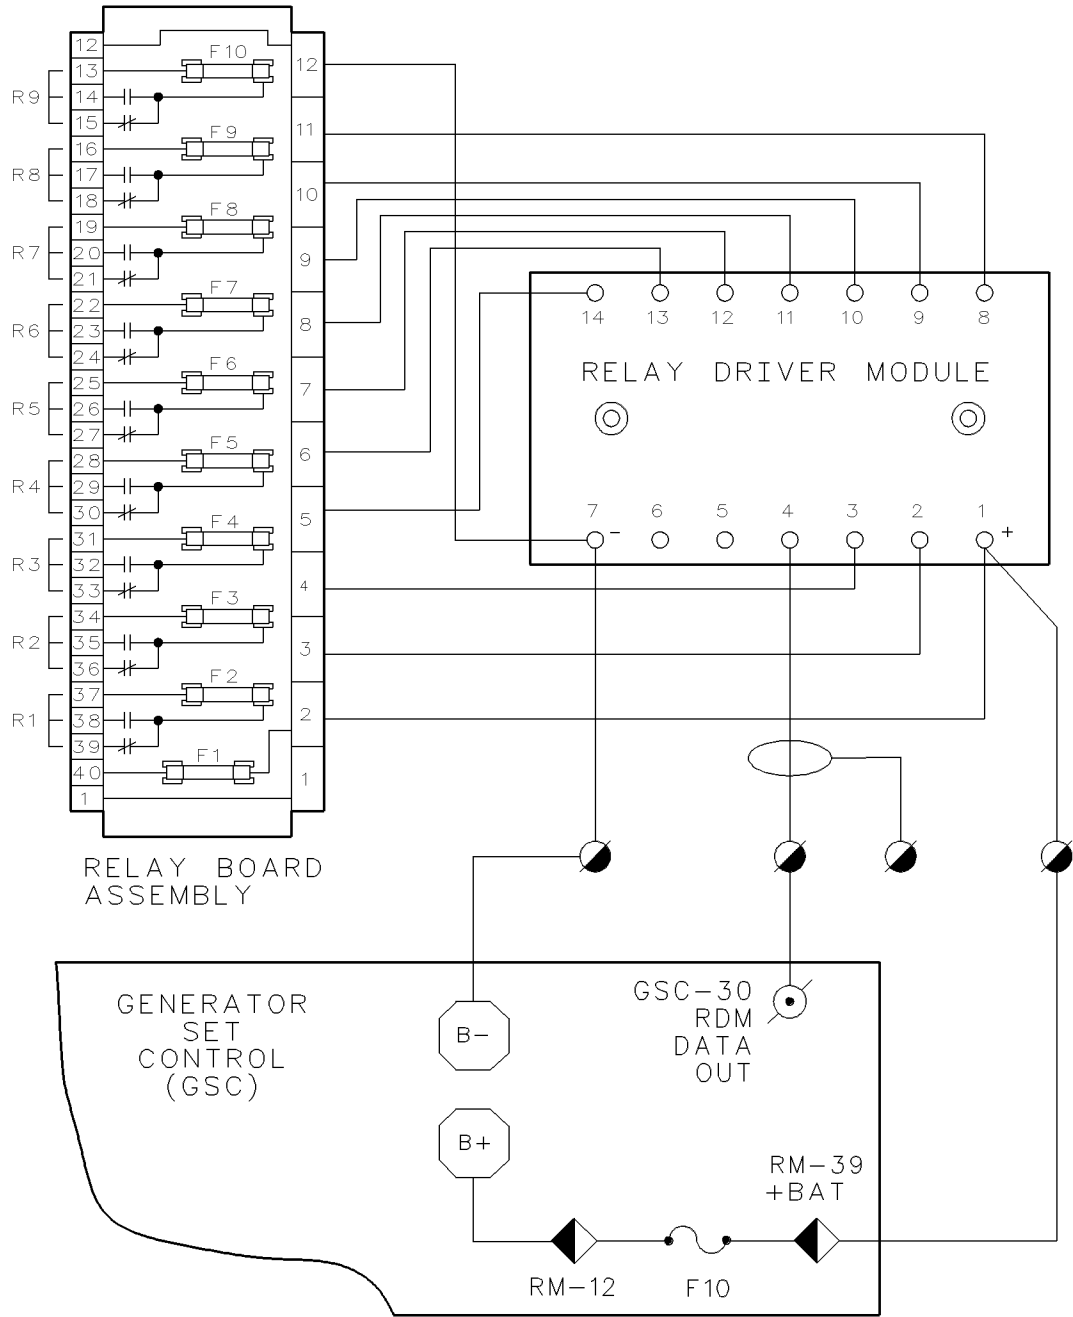 12
F10
13
12
R9
14
15
F9
16
11
R8
17
18
F8
19
10
R7
20
21
9
F7
22
R6
23
8
24
F6
25
7
R5
26
27
F5
28
6
R4
29
30
F4
31
5
R3
32
33
4
F3
34
R2
35
3
36
F2
37
R1
38
2
39
F1
40
1
1
14
13
12
11
10
9
8
RELAY DRIVER MODULE
7
6
5
4
3
2
1
-
+
RELAY BOARD
ASSEMBLY
GENERATOR
SET
CONTROL
(GSC)
GSC-30
RDM
DATA
OUT
B-
B+
RM-39
+BAT
RM-12
F10